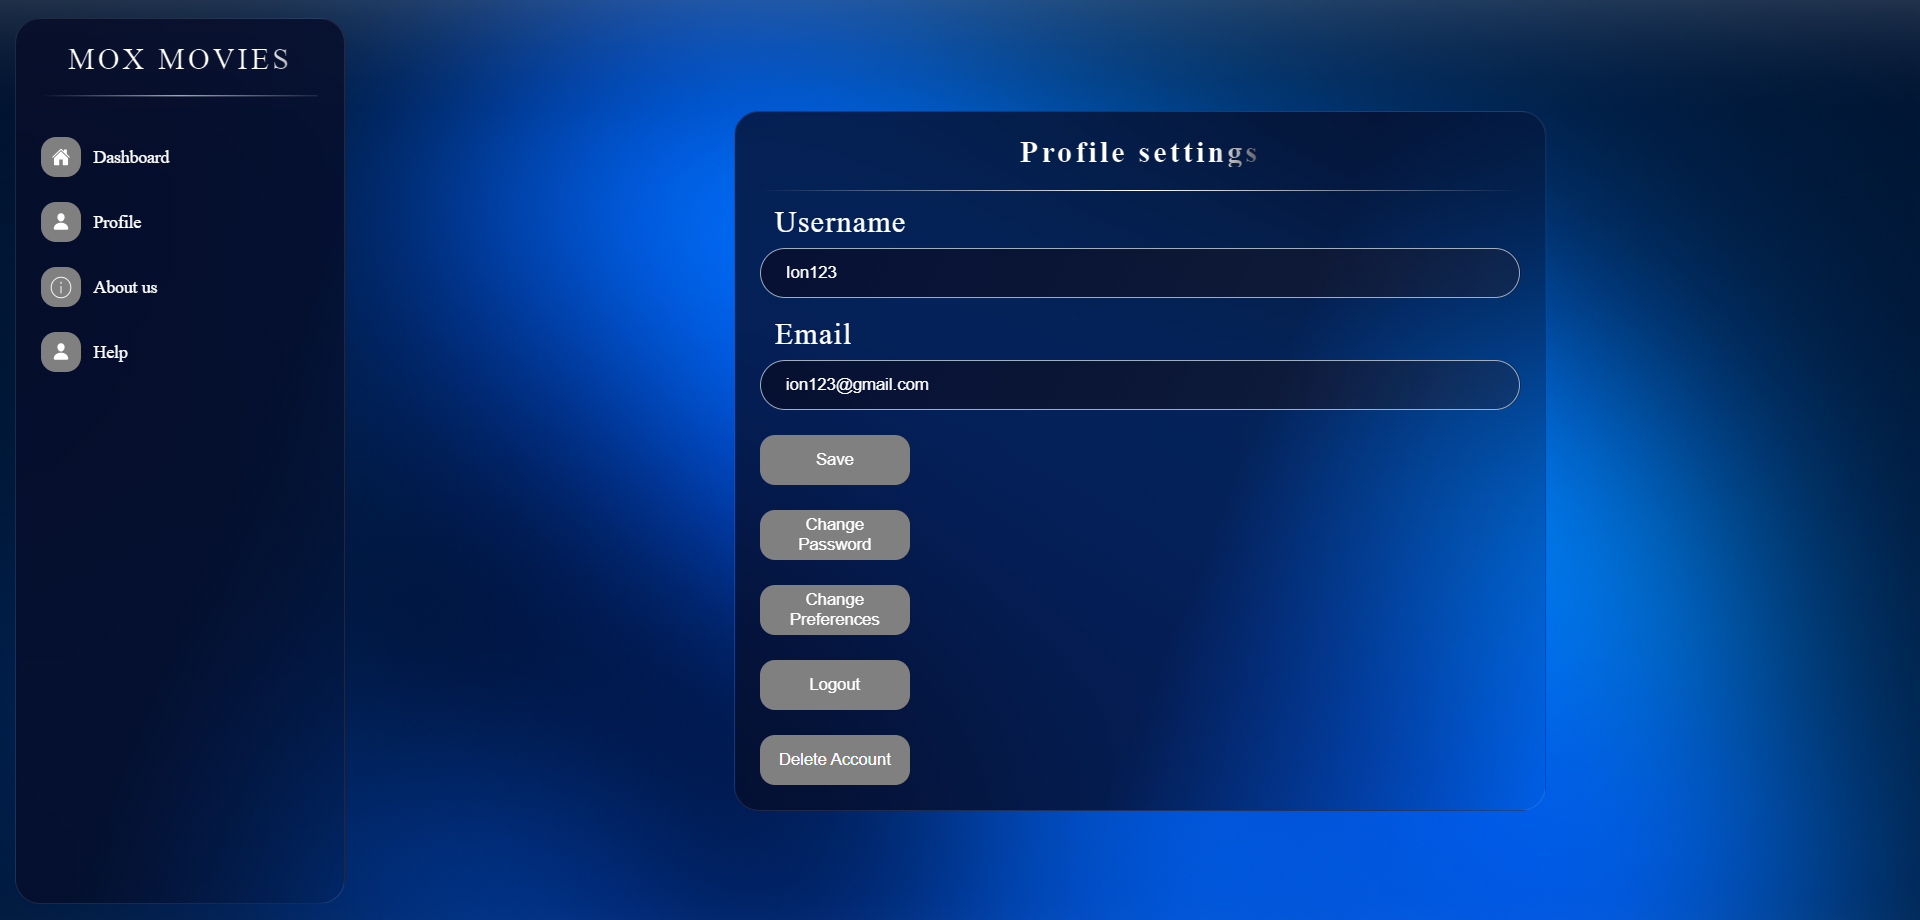 MOX MOVIES
Dashboard
Profile
About us
Help
Profile settings
Username
Ion123
Email
ion123@gmail.com
Save
Change
Password
Change
Preferences
Logout
Delete Account